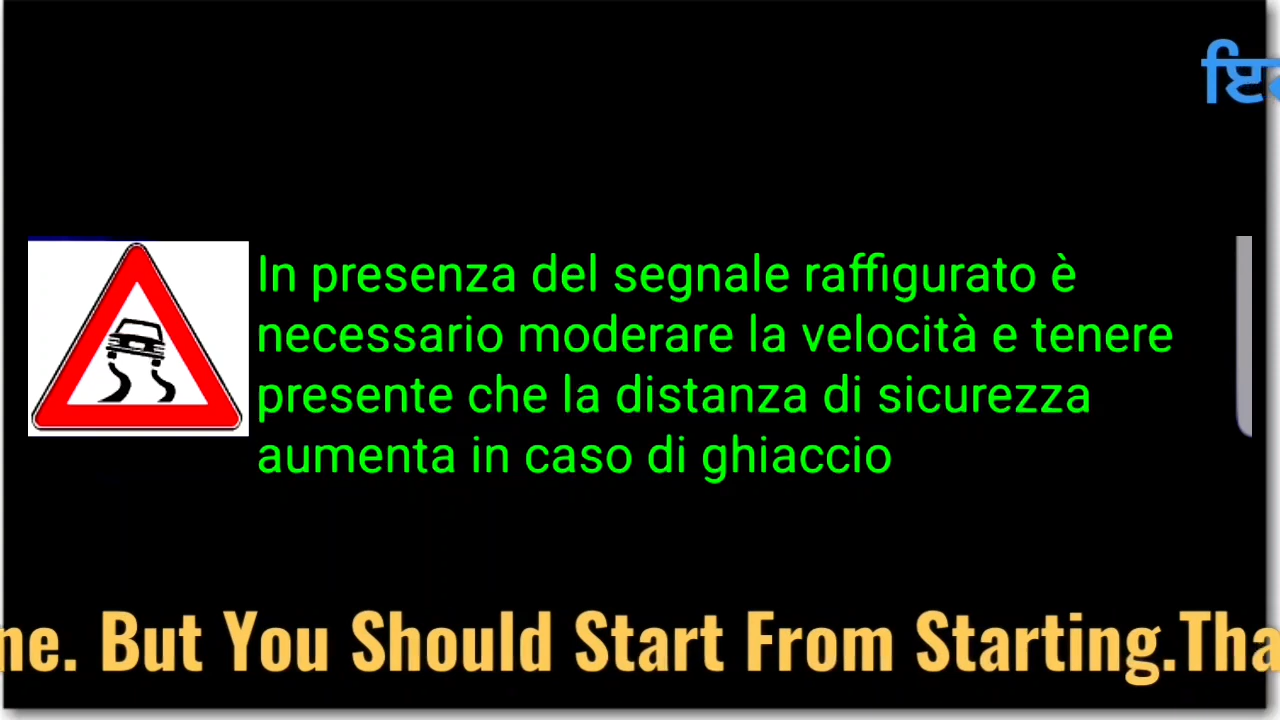 In presenza del segnale raffigurato è
necessario moderare la velocità e tenere
presente che la distanza di sicurezza
aumenta in caso di ghiaccio
But You Should Start From Starting.